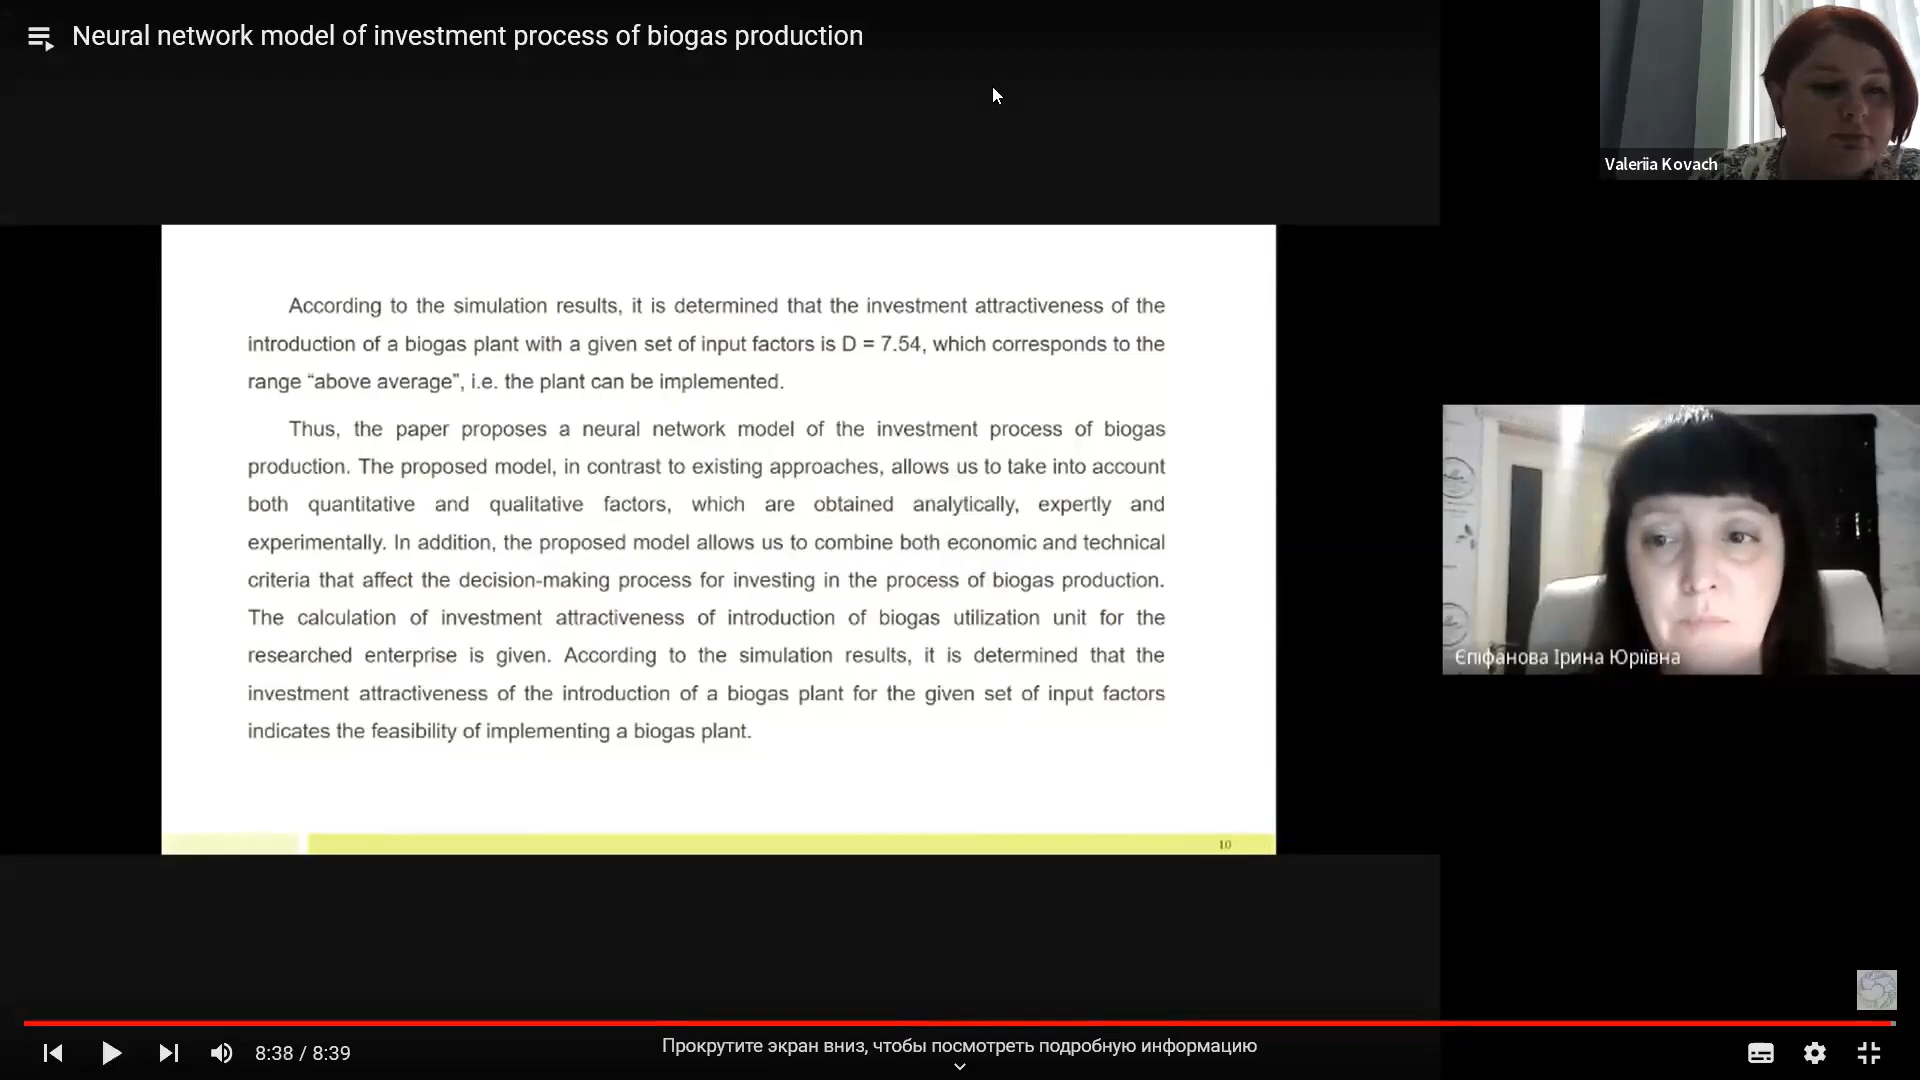 Neural network model of investment process of biogas production
Valeriia Kovach
According to the simulation results, it is determined that the investment attractiveness of the
introduction of a biogas plant with a given set of input factors is D = 7.54, which corresponds to the
range “above average”, i.e. the plant can be implemented.
Thus, the paper proposes a neural network model of the investment process of biogas
production. The proposed model, in contrast to existing approaches, allows us to take into account
both quantitative and qualitative factors, which are obtained analytically, expertly and
experimentally. In addition, the proposed model allows us to combine both economic and technical
criteria that affect the decision-making process for investing in the process of biogas production.
The calculation of investment attractiveness of introduction of biogas utilization unit for the
researched enterprise is given. According to the simulation results, it is determined that the
investment attractiveness of the introduction of a biogas plant for the given set of input factors
indicates the feasibility of implementing a biogas plant.
10
Єпіфанова Ірина Юріївна
8:38 / 8:39
Прокрутите экран вниз, чтобы посмотреть подробную информацию